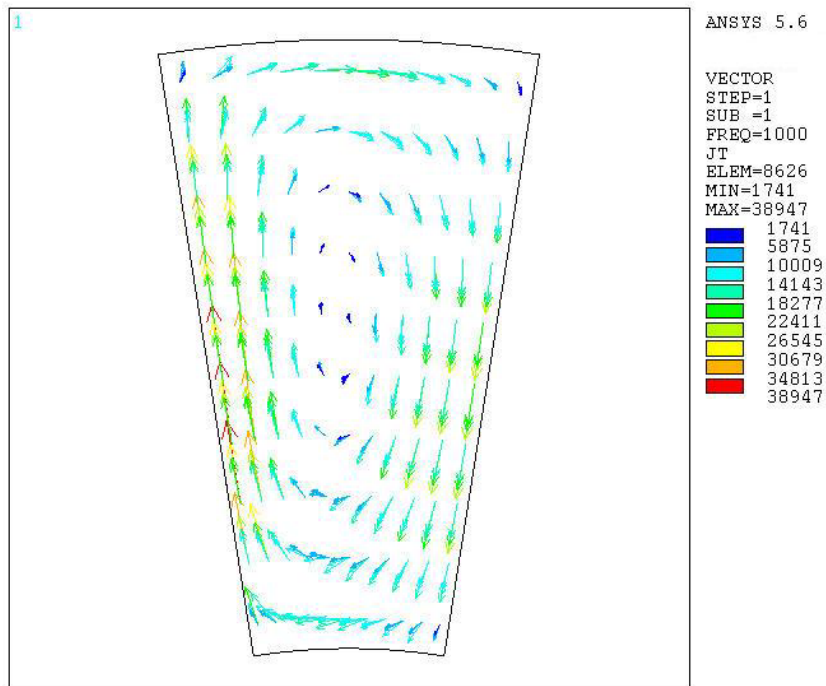 1
ANSYS 5.6
VECTOR
STEP=1
SUB =1
FREQ=1000
JT
ELEM=8626
MIN=1741
MAX=38947
1741
5875
10009
14143
18277
22411
26545
30679
34813
38947